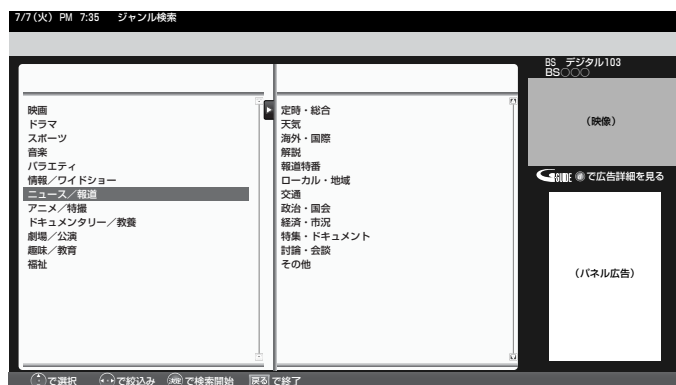 7/7(火) PM 7:35 ジャンル検索
BS デジタル103
BS○○○
映画
ドラマ
スポーツ
音楽
バラエティ
情報／ワイドショー
ニュース／報道
アニメ／特撮
ドキュメンタリー／教養
劇場／公演
趣味／教育
福祉
定時・総合
天気
海外・国際
解説
報道特番
ローカル・地域
交通
政治・国会
経済・市況
特集・ドキュメント
討論・会談
その他
（映像）
GGUIDE で広告詳細を見る
（パネル広告）
で選択 で絞込み 決定で検索開始 戻るで終了